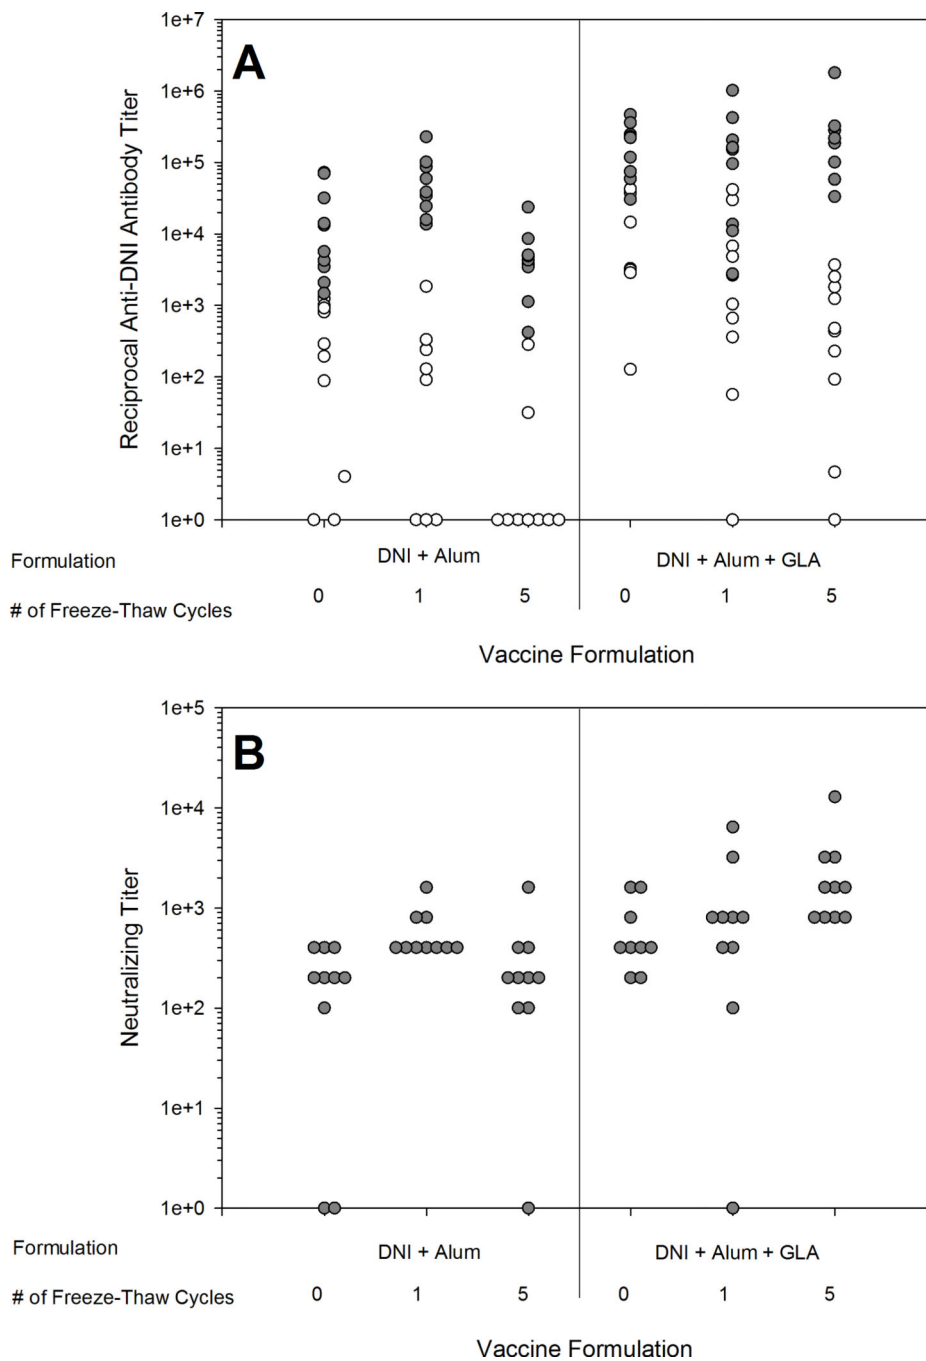 A
Reciprocal Anti-DNI Antibody Titer
1e+7
1e+6
1e+5
1e+4
1e+3
1e+2
1e+1
1e+0
Formulation DNI + Alum DNI + Alum + GLA
# of Freeze-Thaw Cycles 0 1 5 0 1 5
Vaccine Formulation
B
Neutralizing Titer
1e+5
1e+4
1e+3
1e+2
1e+1
1e+0
Formulation DNI + Alum DNI + Alum + GLA
# of Freeze-Thaw Cycles 0 1 5 0 1 5
Vaccine Formulation